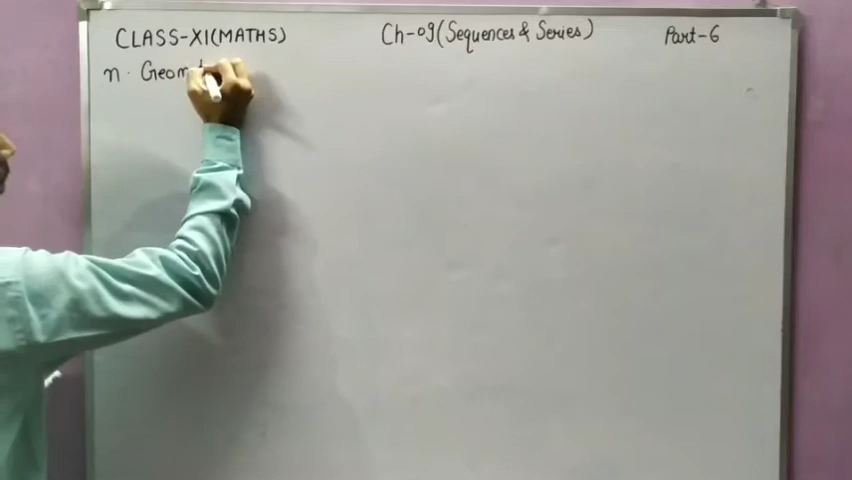 CLASS-XI(MATHS) Ch-09(Sequences & Series) Part-6
n. Geom